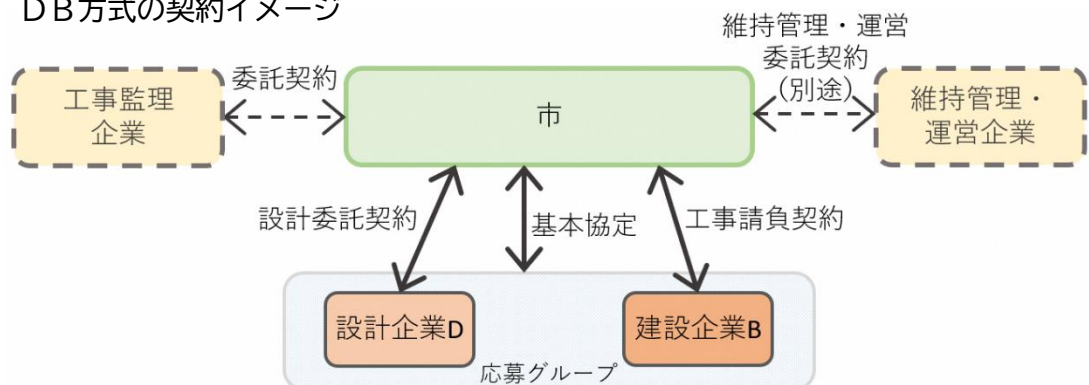 DB方式の契約イメージ
維持管理・運営
委託契約
(別途)
委託契約
工事監理
企業
市
維持管理・
運営企業
設計委託契約
基本協定
工事請負契約
設計企業D
建設企業B
応募グループ